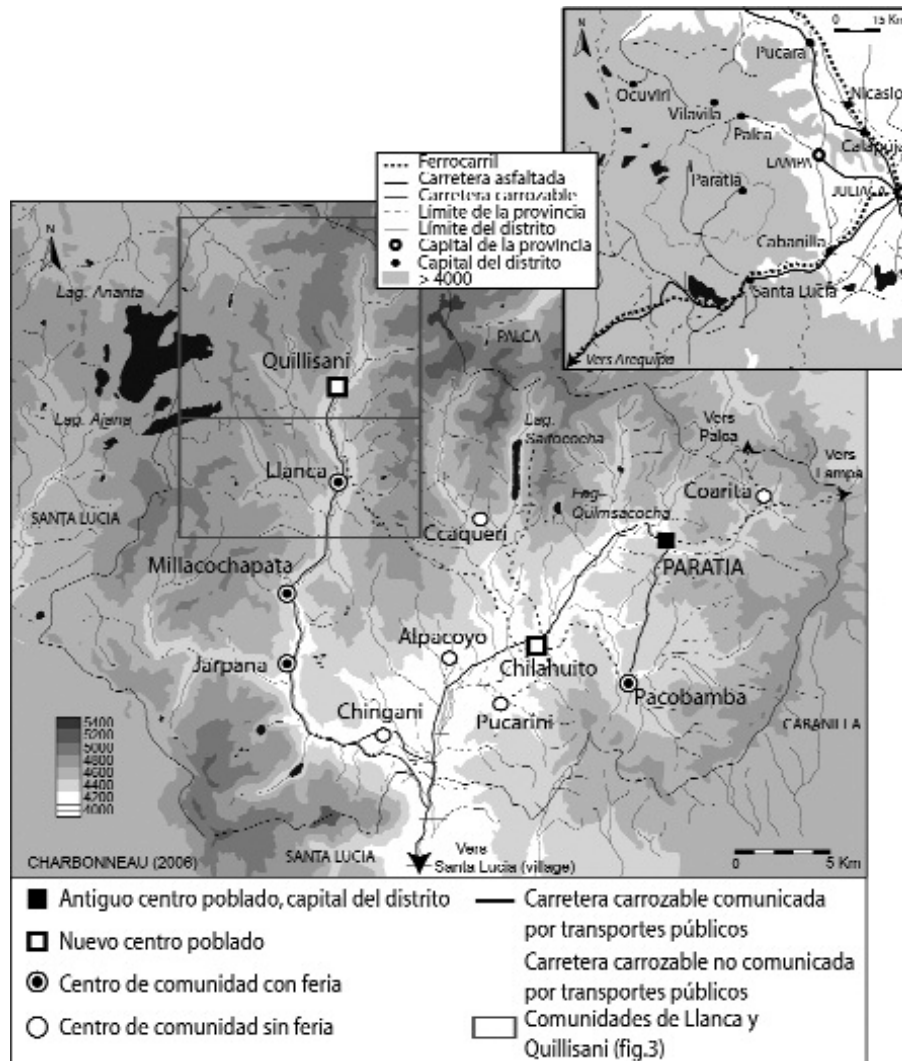 N
0 15 Km
Pucara
Nicasio
Ocuviri
Vilavila
Palca
Calapuja
LAMPA
Paratia
JULIACA
Cabanilla
Santa Lucia
Vers Arequipa
Ferrocarril
Carretera asfaltada
Carretera carrozable
Límite de la provincia
Límite del distrito
Capital de la provincia
Capital del distrito
> 4000
N
Lag. Ananta
PALCA
Quillisani
Lag. Ajana
Lag.
Saitococha
Vers
Palca
Vers
Lampa
Llanca
Coarita
SANTA LUCIA
Ccaqueri
Lag.
Quimsacocha
PARATIA
Millacochapata
Alpacoyo
Jarpana
Chilahuito
Pacobamba
Chingani
Pucarini
CABANILLA
5400
5200
5000
4800
4600
4400
4200
4000
CHARBONNEAU (2006)
SANTA LUCIA
Vers
Santa Lucia (village)
0 5 Km
Antiguo centro poblado, capital del distrito
Nuevo centro poblado
Centro de comunidad con feria
Centro de comunidad sin feria
Carretera carrozable comunicada
por transportes públicos
Carretera carrozable no comunicada
por transportes públicos
Comunidades de Llanca y
Quillisani (fig.3)